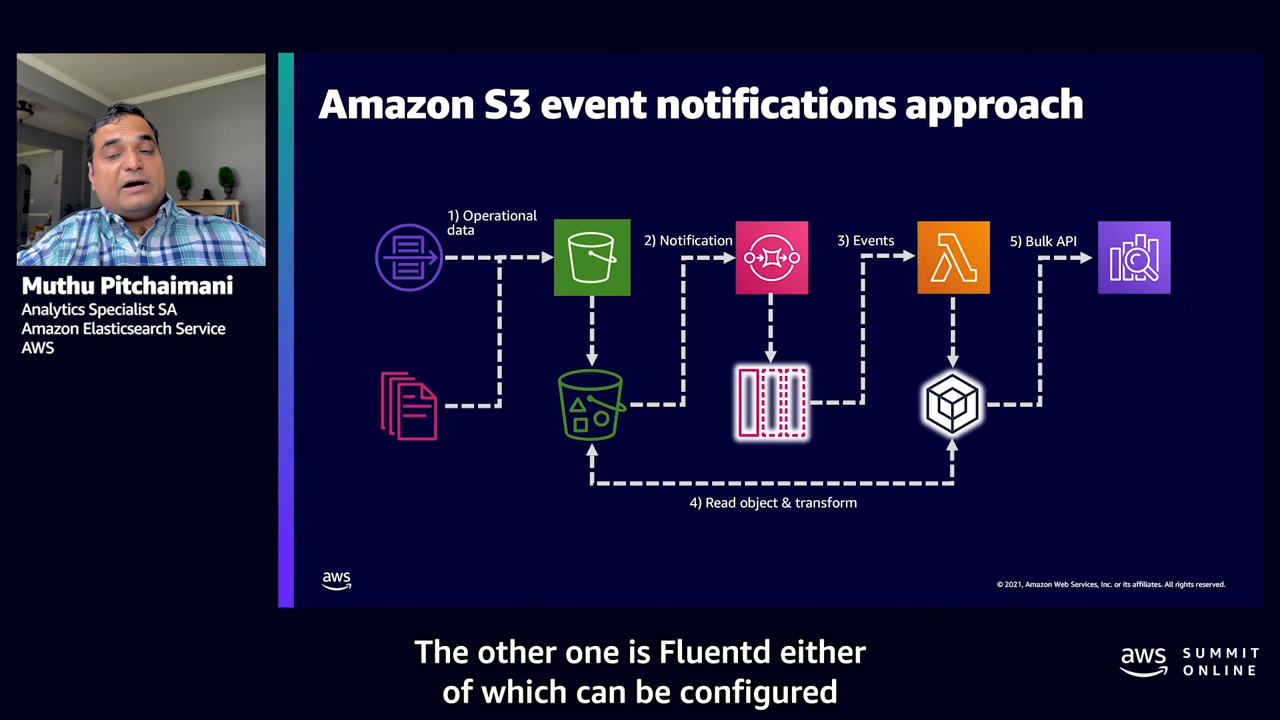 Amazon S3 event notifications approach
1) Operational
data
2) Notification
3) Events
5) Bulk API
Muthu Pitchaimani
Analytics Specialist SA
Amazon Elasticsearch Service
AWS
4) Read object & transform
aws
© 2021, Amazon Web Services, Inc. or its affiliates. All rights reserved.
The other one is Fluentd either
of which can be configured
aws
SUMMIT
ONLINE